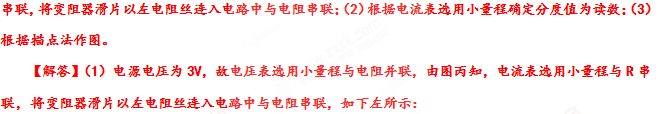 串联，将变阻器滑片以左电阻丝连入电路中与电阻串联；（2）根据电流表选用小量程确定分度值为读数；（3）
根据描点法作图。
【解答】（1）电源电压为 3V，故电压表选用小量程与电阻并联，由图丙知，电流表选用小量程与 R 串
联，将变阻器滑片以左电阻丝连入电路中与电阻串联，如下左所示：